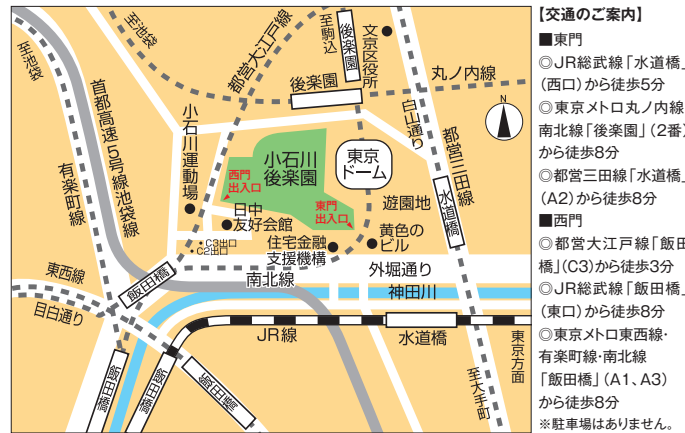 至池袋
至池袋
都営大江戸線
至駒込
後楽園
文京区役所
丸ノ内線
後楽園
白山通り
N
首都高速5号線池袋線
有楽町線
小石川運動場
小石川
後楽園
東京
ドーム
都営三田線
西門
出入口
東門
出入口
遊園地
水道橋
日中
友好会館
C3出口
C2出口
住宅金融
支援機構
黄色の
ビル
飯田橋
南北線
外堀通り
神田川
東西線
目白通り
JR線
水道橋
東京方面
至大手町
飯田橋
飯田橋
飯田橋
【交通のご案内】
■東門
◎JR総武線「水道橋」
(西口)から徒歩5分
◎東京メトロ丸ノ内線・
南北線「後楽園」(2番)
から徒歩8分
◎都営三田線「水道橋」
(A2)から徒歩8分
■西門
◎都営大江戸線「飯田
橋」(C3)から徒歩3分
◎JR総武線「飯田橋」
(東口)から徒歩8分
◎東京メトロ東西線・
有楽町線・南北線
「飯田橋」(A1、A3)
から徒歩8分
※駐車場はありません。